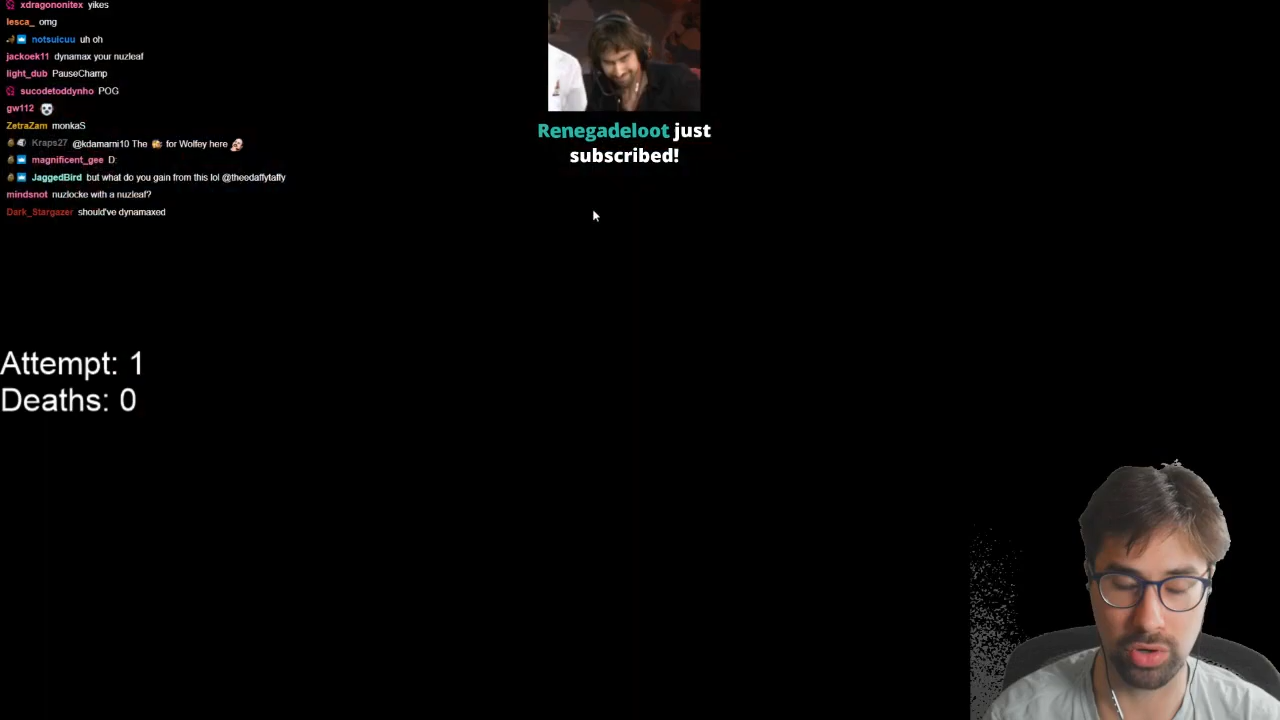 xdragononitex yikes
lesca_ omg
notsuicuu uh oh
jackoek11 dynamax your nuzleaf
light_dub PauseChamp
sucodetoddynho POG
gw112
ZetraZam monkaS
Kraps27 @kdamarni10 The for Wolfey here
magnificent_gee D:
JaggedBird but what do you gain from this lol @theedaffytaffy
mindsnot nuzlocke with a nuzleaf?
Dark_Stargazer should've dynamaxed
Renegadeloot just
subscribed!
Attempt: 1
Deaths: 0